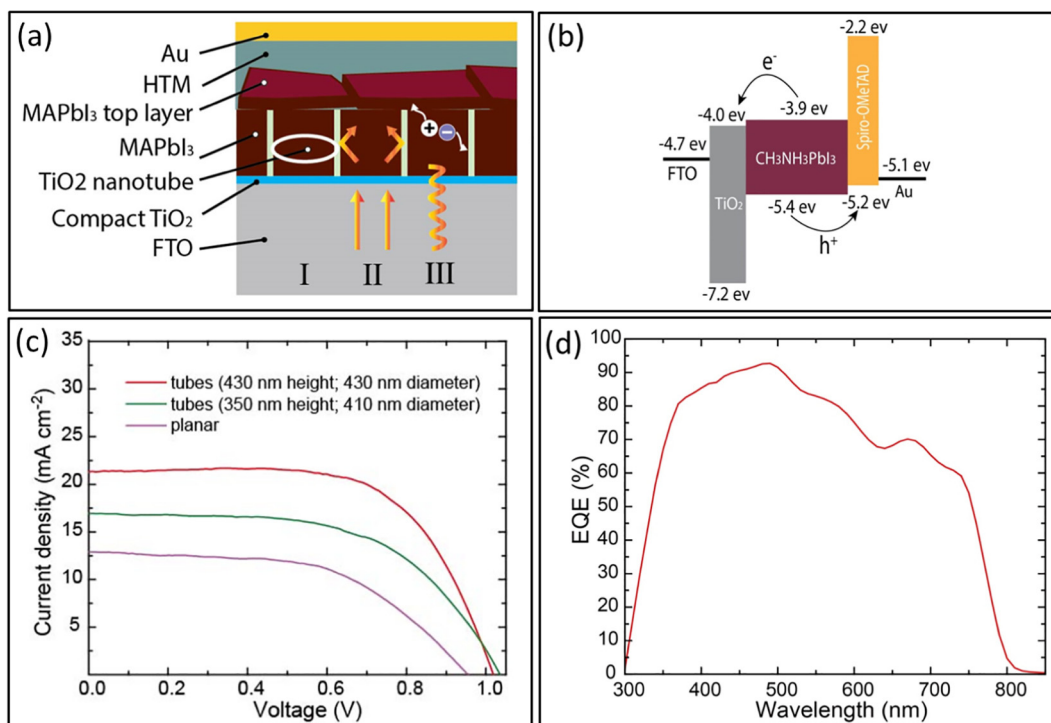 (a)
Au
HTM
MAPbI₃ top layer
MAPbI₃
TiO2 nanotube
Compact TiO₂
FTO
+
−
I II III
(b)
-2.2 ev
e⁻
-4.0 ev
-3.9 ev
-4.7 ev
FTO
TiO₂
CH₃NH₃PbI₃
Spiro-OMeTAD
-5.1 ev
Au
-5.4 ev
-5.2 ev
h⁺
-7.2 ev
(c)
35
30
25
20
15
10
5
Current density (mA cm⁻²)
tubes (430 nm height; 430 nm diameter)
tubes (350 nm height; 410 nm diameter)
planar
0.0 0.2 0.4 0.6 0.8 1.0
Voltage (V)
(d)
100
90
80
70
60
50
40
30
20
10
0
EQE (%)
300 400 500 600 700 800
Wavelength (nm)